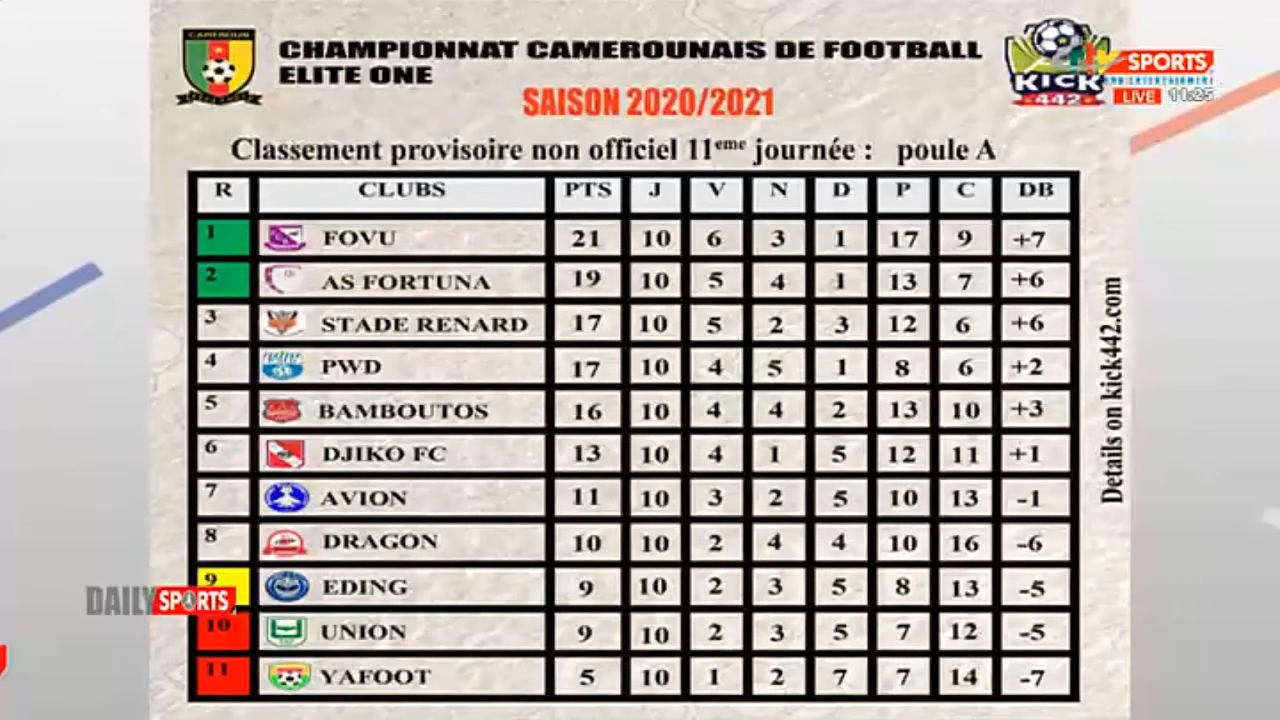 CAMEROUN
CHAMPIONNAT CAMEROUNAIS DE FOOTBALL
ELITE ONE
SAISON 2020/2021
KICK
442
SPORTS
LIVE 11:25
Classement provisoire non officiel 11eme journée : poule A
R CLUBS PTS J V N D P C DB
1 FOVU 21 10 6 3 1 17 9 +7
2 AS FORTUNA 19 10 5 4 1 13 7 +6
3 STADE RENARD 17 10 5 2 3 12 6 +6
4 PWD 17 10 4 5 1 8 6 +2
5 BAMBOUTOS 16 10 4 4 2 13 10 +3
6 DJIKO FC 13 10 4 1 5 12 11 +1
7 AVION 11 10 3 2 5 10 13 -1
8 DRAGON 10 10 2 4 4 10 16 -6
9 EDING 9 10 2 3 5 8 13 -5
10 UNION 9 10 2 3 5 7 12 -5
11 YAFOOT 5 10 1 2 7 7 14 -7
Details on kick442.com
DAILY SPORTS